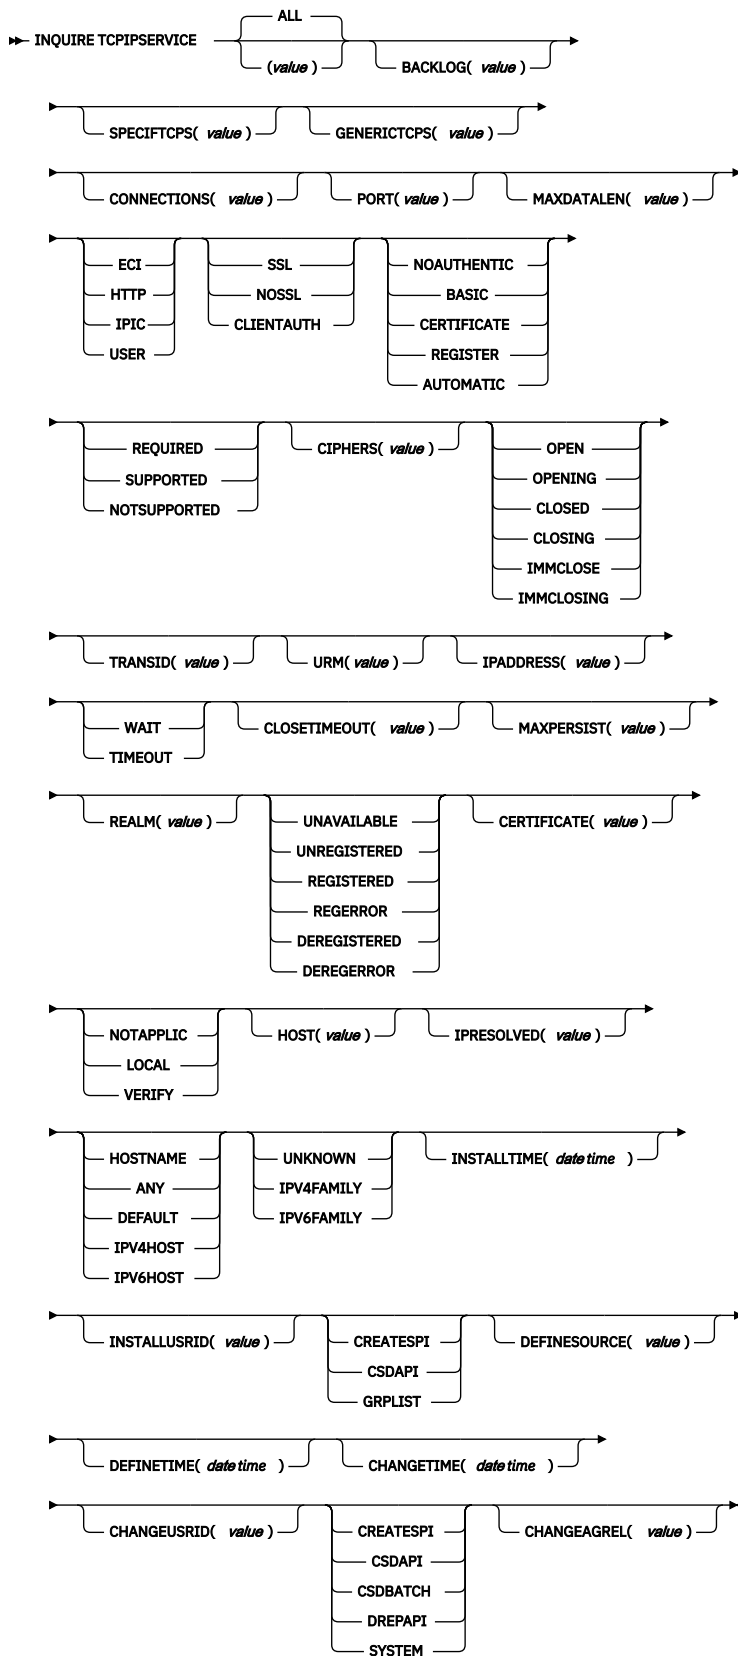 ALL
INQUIRE TCPIPSERVICE
(value)
BACKLOG( value )
SPECIFTCPS( value )
GENERICTCPS( value )
CONNECTIONS( value )
PORT( value )
MAXDATALEN( value )
ECI
HTTP
IPIC
USER
SSL
NOSSL
CLIENTAUTH
NOAUTHENTIC
BASIC
CERTIFICATE
REGISTER
AUTOMATIC
REQUIRED
SUPPORTED
NOTSUPPORTED
CIPHERS( value )
OPEN
OPENING
CLOSED
CLOSING
IMMCLOSE
IMMCLOSING
TRANSID( value )
URM( value )
IPADDRESS( value )
WAIT
TIMEOUT
CLOSETIMEOUT( value )
MAXPERSIST( value )
REALM( value )
UNAVAILABLE
UNREGISTERED
REGISTERED
REGERROR
DEREGISTERED
DEREGERROR
CERTIFICATE( value )
NOTAPPLIC
LOCAL
VERIFY
HOST( value )
IPRESOLVED( value )
HOSTNAME
ANY
DEFAULT
IPV4HOST
IPV6HOST
UNKNOWN
IPV4FAMILY
IPV6FAMILY
INSTALLTIME( datetime )
INSTALLUSRID( value )
CREATESPI
CSDAPI
GRPLIST
DEFINESOURCE( value )
DEFINETIME( datetime )
CHANGETIME( datetime )
CHANGEUSRID( value )
CREATESPI
CSDAPI
CSDBATCH
DREPAPI
SYSTEM
CHANGEAGREL( value )